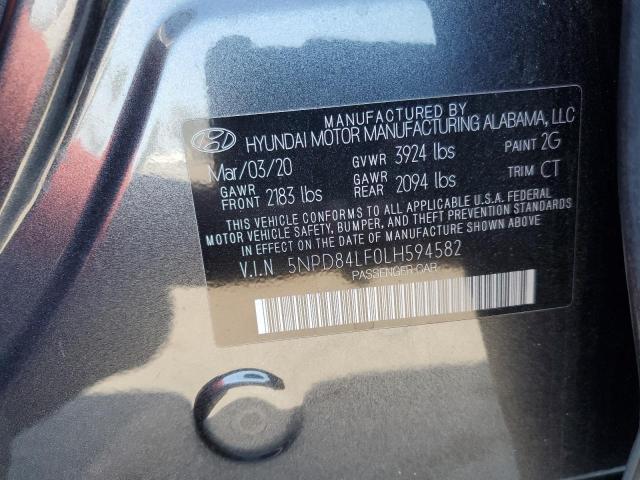 MANUFACTURED BY
HYUNDAI MOTOR MANUFACTURING ALABAMA, LLC
Mar/03/20 GVWR 3924 lbs PAINT 2G
GAWR FRONT 2183 lbs GAWR REAR 2094 lbs TRIM CT
THIS VEHICLE CONFORMS TO ALL APPLICABLE U.S.A. FEDERAL
MOTOR VEHICLE SAFETY, BUMPER, AND THEFT PREVENTION STANDARDS
IN EFFECT ON THE DATE OF MANUFACTURE SHOWN ABOVE.
V.I.N 5NPD84LF0LH594582
PASSENGER CAR